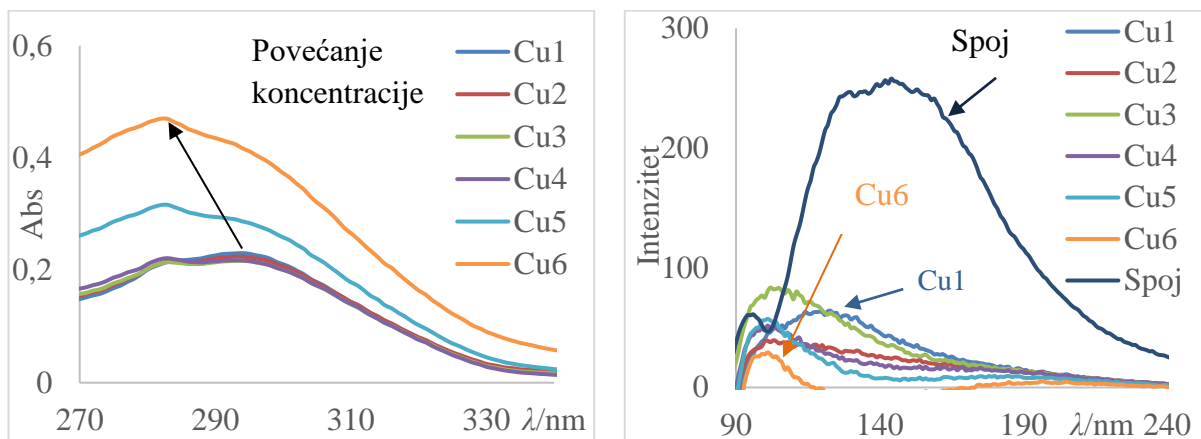 0,6
0,4
0,2
0
Abs
270
290
310
330
λ/nm
Povećanje
koncentracije
Cu1
Cu2
Cu3
Cu4
Cu5
Cu6
300
200
100
0
Intenzitet
90
140
190
240
λ/nm
Spoj
Cu6
Cu1
Cu1
Cu2
Cu3
Cu4
Cu5
Cu6
Spoj